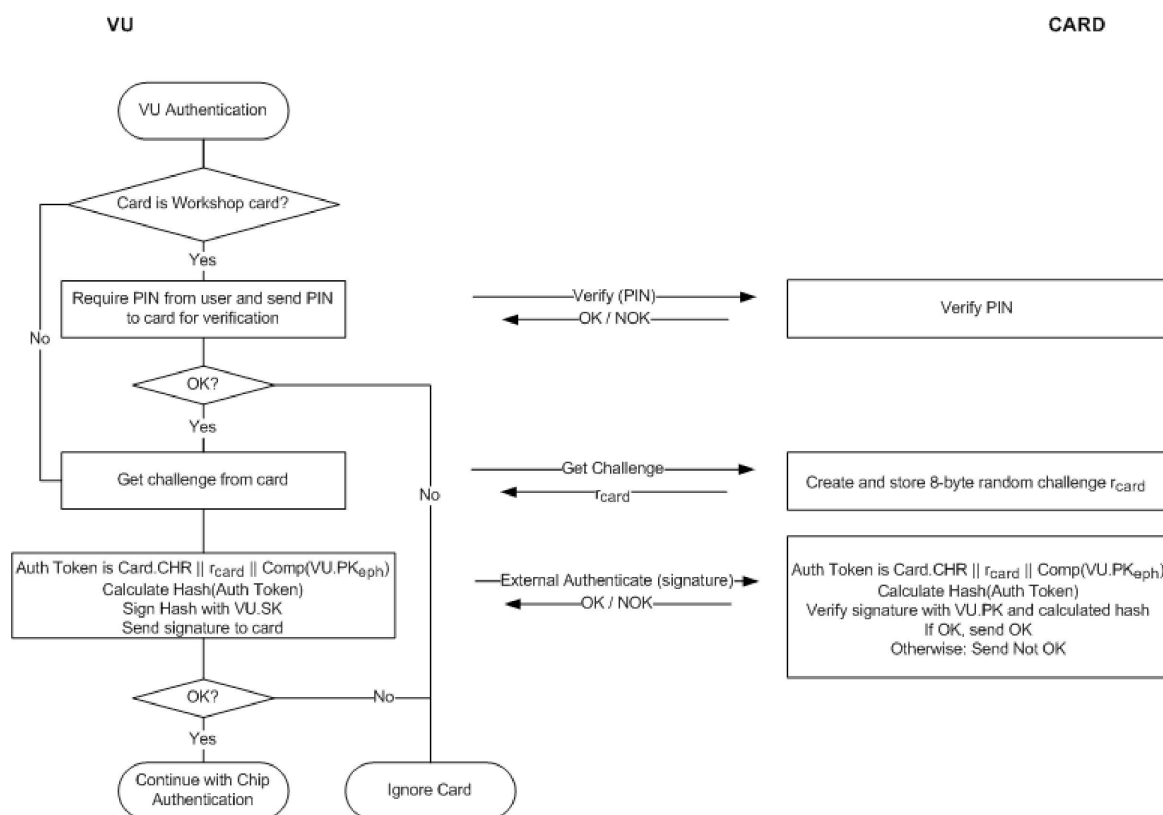 VU
CARD
VU Authentication
Card is Workshop card?
Yes
Require PIN from user and send PIN
to card for verification
Verify (PIN)
OK / NOK
Verify PIN
No
OK?
Yes
Get challenge from card
No
Get Challenge
rcard
Create and store 8-byte random challenge rcard
Auth Token is Card.CHR || rcard || Comp(VU.PKeph)
Calculate Hash(Auth Token)
Sign Hash with VU.SK
Send signature to card
External Authenticate (signature)
OK / NOK
Auth Token is Card.CHR || rcard || Comp(VU.PKeph)
Calculate Hash(Auth Token)
Verify signature with VU.PK and calculated hash
If OK, send OK
Otherwise: Send Not OK
OK?
No
Yes
Continue with Chip
Authentication
Ignore Card